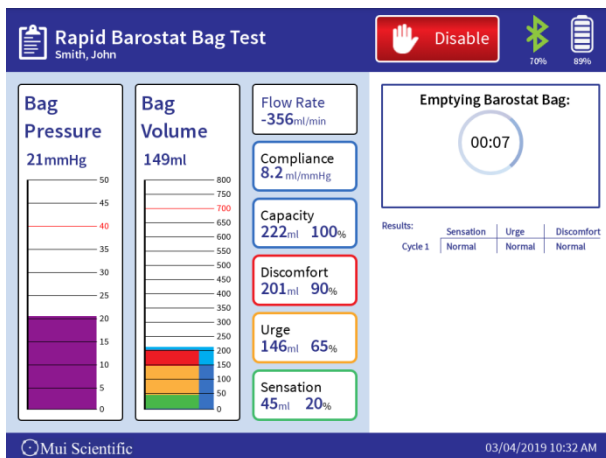 Rapid Barostat Bag Test
Smith, John
Disable
70%
89%
Bag
Pressure
21mmHg
50
45
40
35
30
25
20
15
10
5
0
Bag
Volume
149ml
800
750
700
650
600
550
500
450
400
350
300
250
200
150
100
50
0
Flow Rate
-356ml/min
Compliance
8.2 ml/mmHg
Capacity
222ml 100%
Discomfort
201ml 90%
Urge
146ml 65%
Sensation
45ml 20%
Emptying Barostat Bag:
00:07
Results:
Sensation Urge Discomfort
Cycle 1 Normal Normal Normal
Mui Scientific
03/04/2019 10:32 AM